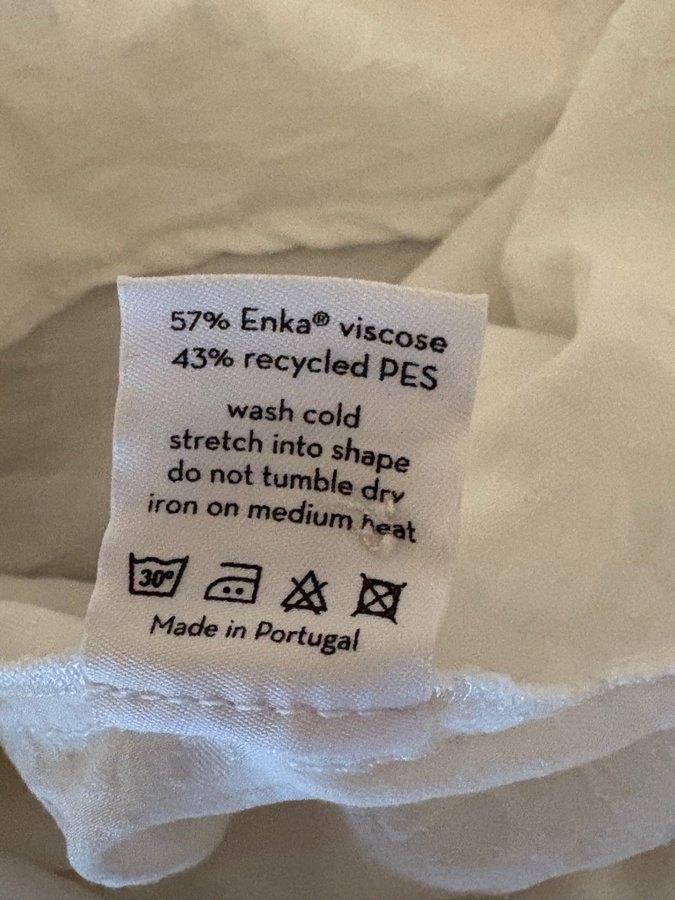 57% Enka® viscose
43% recycled PES
wash cold
stretch into shape
do not tumble dry
iron on medium heat
30°
Made in Portugal